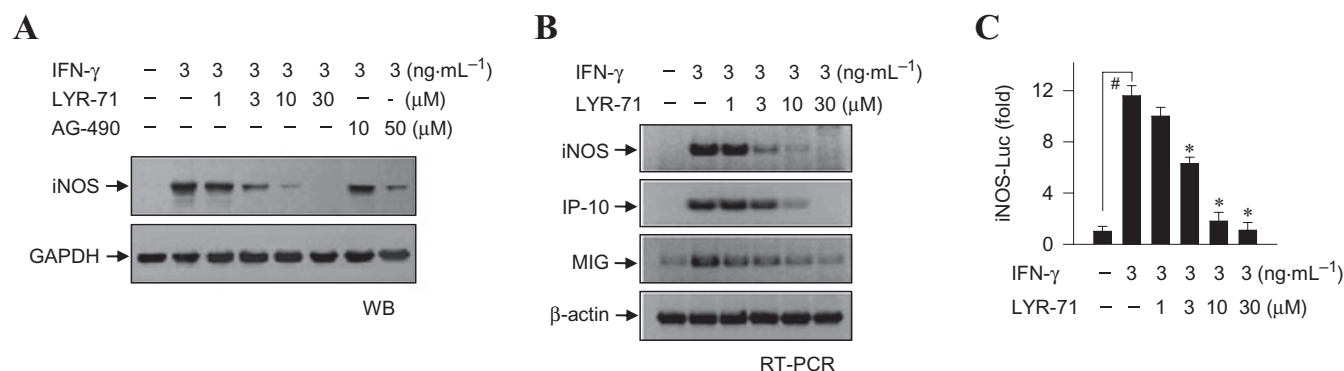 A
IFN-γ – 3 3 3 3 3 3 3 (ng·mL⁻¹)
LYR-71 – – 1 3 10 30 – - (μM)
AG-490 – – – – – – 10 50 (μM)
iNOS
GAPDH
WB
B
IFN-γ – 3 3 3 3 3 (ng·mL⁻¹)
LYR-71 – – 1 3 10 30 (μM)
iNOS
IP-10
MIG
β-actin
RT-PCR
C
iNOS-Luc (fold)
12
8
4
0
#
*
*
*
IFN-γ – 3 3 3 3 3 (ng·mL⁻¹)
LYR-71 – – 1 3 10 30 (μM)